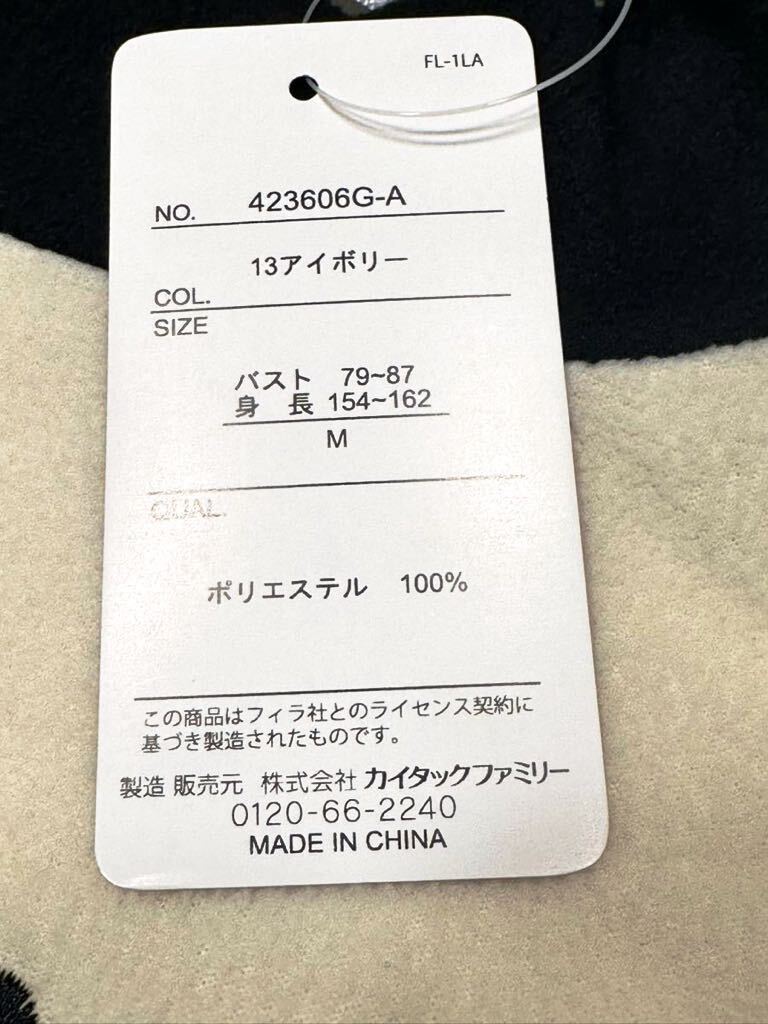 FL-1LA
NO. 423606G-A
13アイボリー
COL.
SIZE
バスト 79~87
身 長 154~162
M
QUAL.
ポリエステル 100%
この商品はフィラ社とのライセンス契約に
基づき製造されたものです。
製造 販売元 株式会社 カイタックファミリー
0120-66-2240
MADE IN CHINA